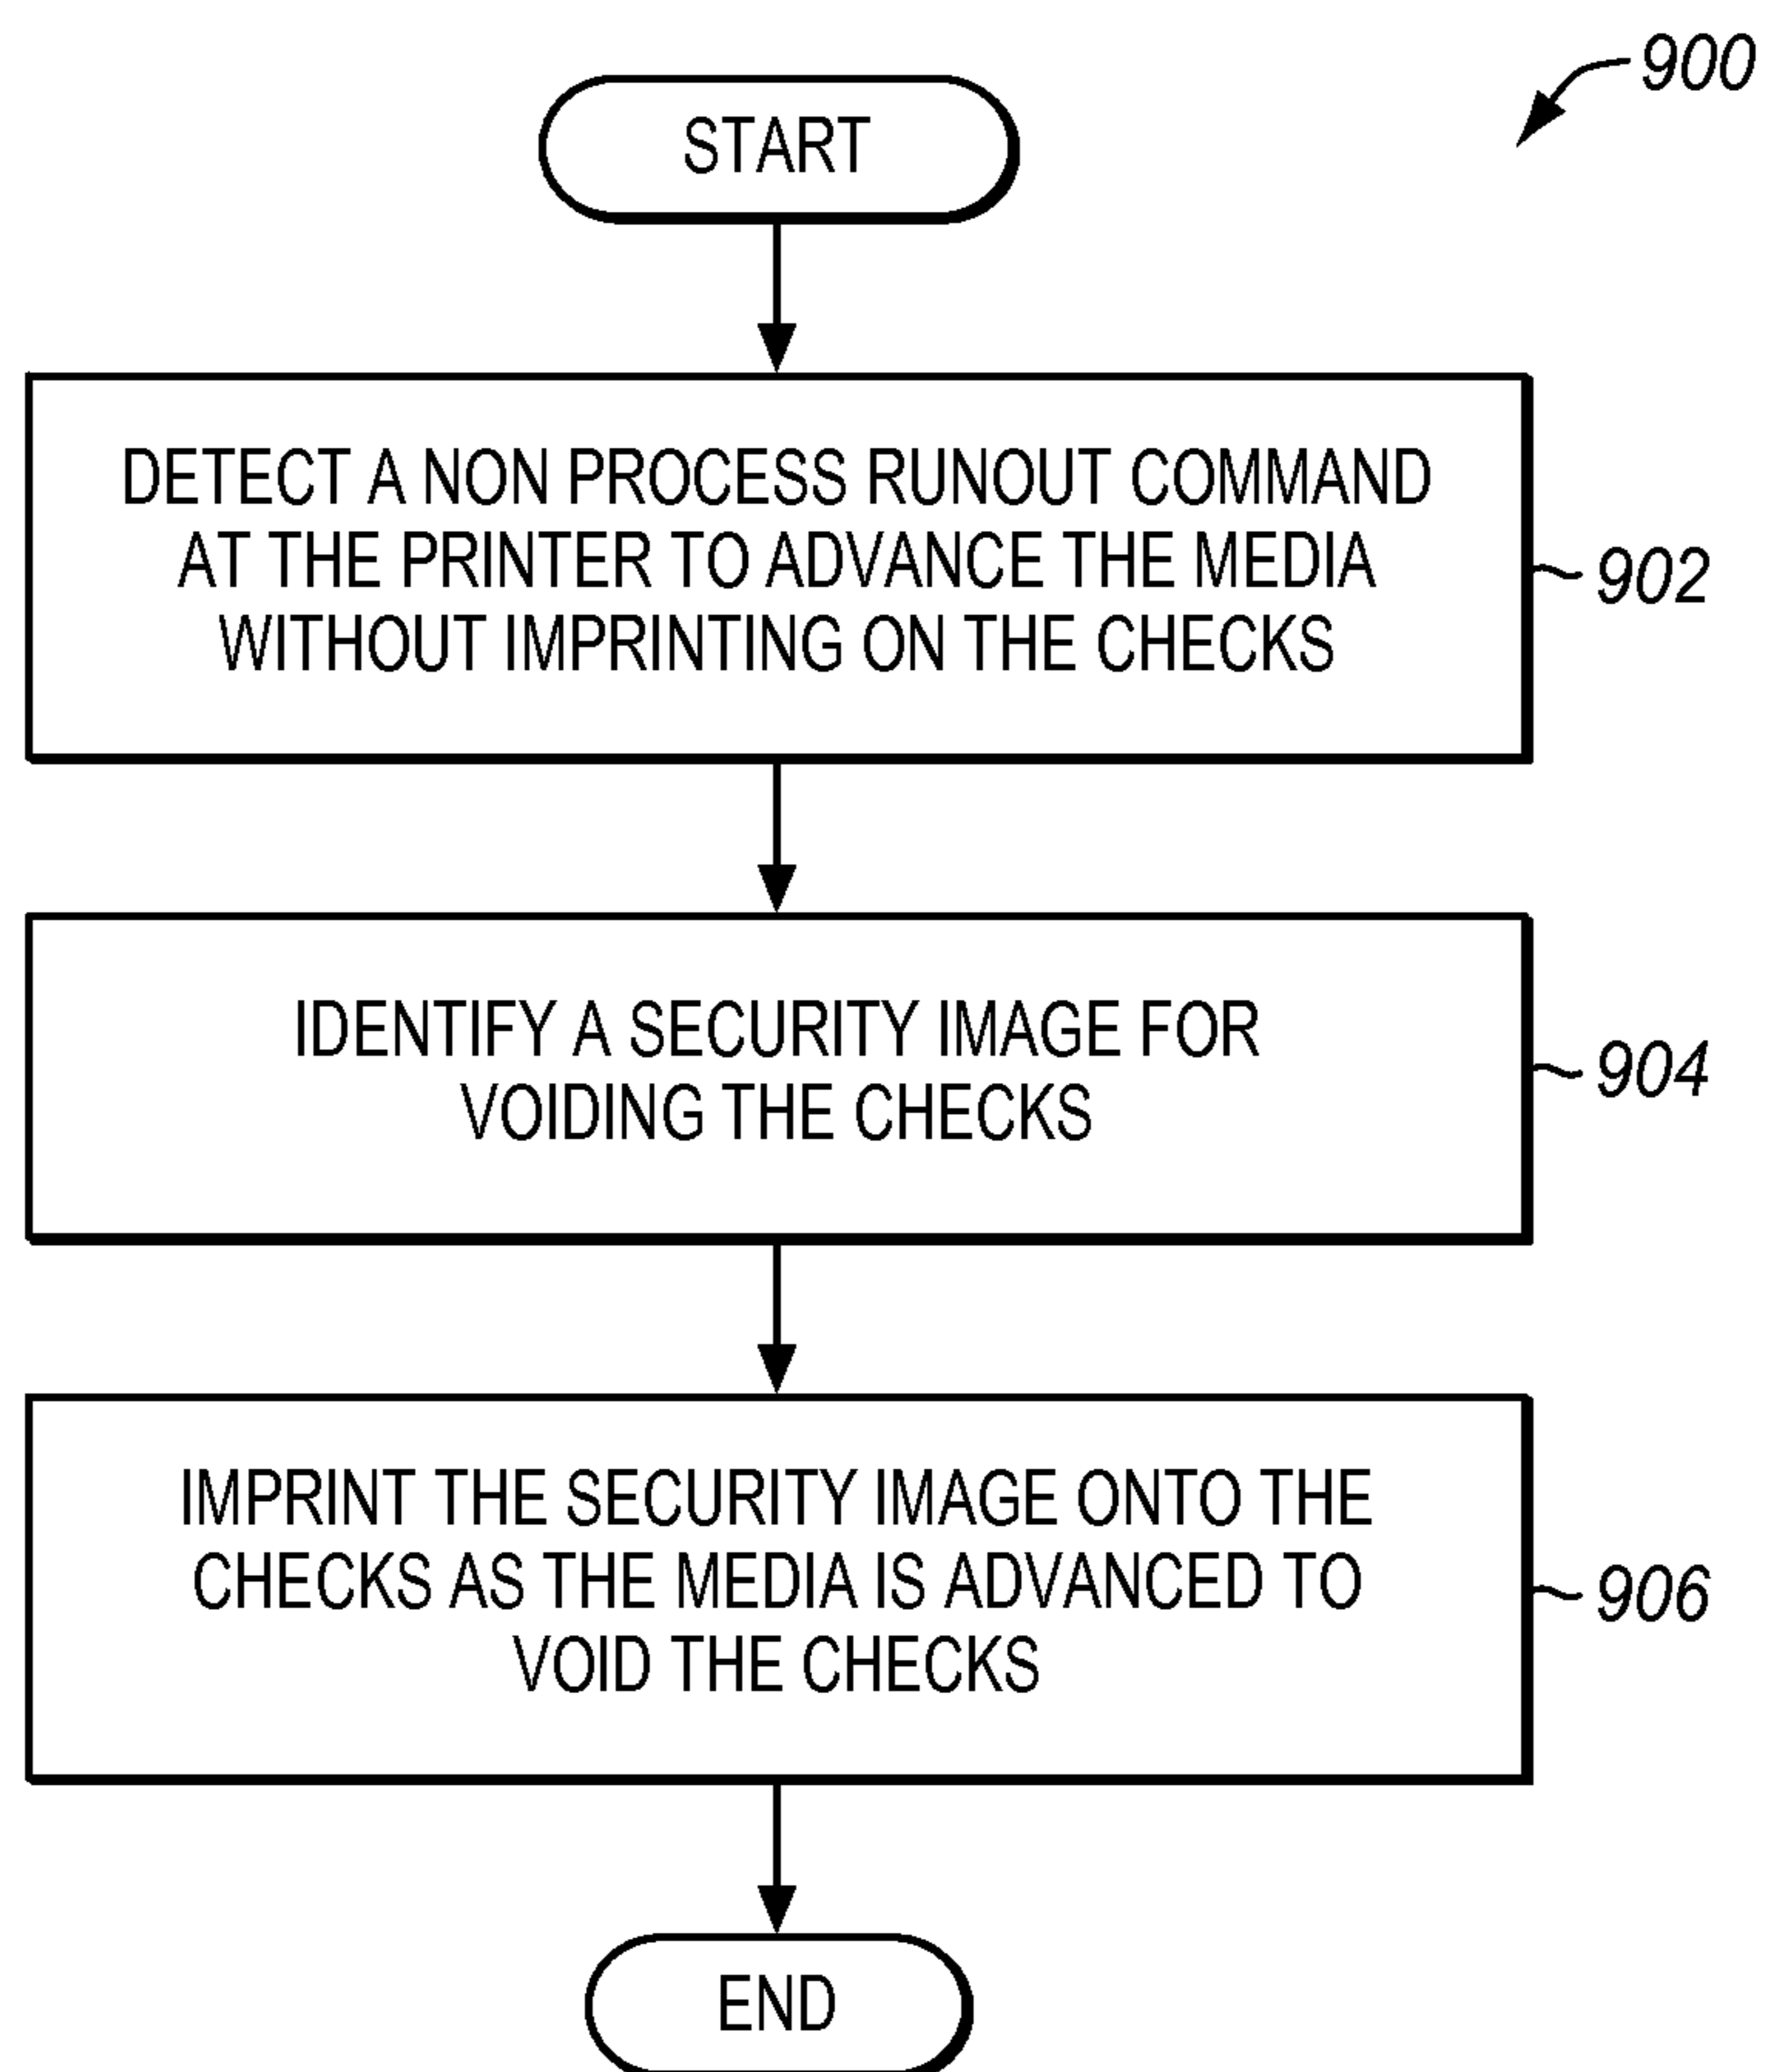 900
START
DETECT A NON PROCESS RUNOUT COMMAND
AT THE PRINTER TO ADVANCE THE MEDIA
WITHOUT IMPRINTING ON THE CHECKS
902
IDENTIFY A SECURITY IMAGE FOR
VOIDING THE CHECKS
904
IMPRINT THE SECURITY IMAGE ONTO THE
CHECKS AS THE MEDIA IS ADVANCED TO
VOID THE CHECKS
906
END